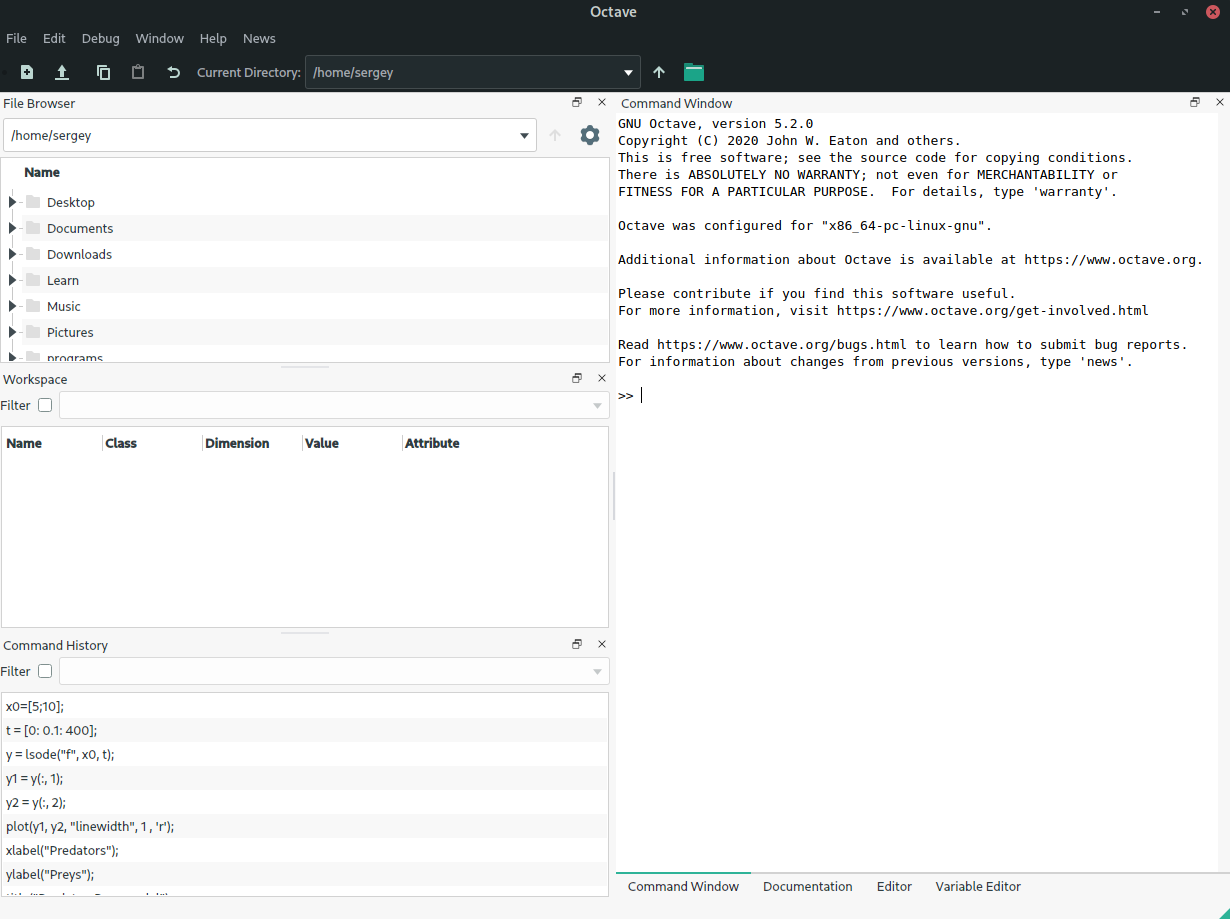 Octave
File Edit Debug Window Help News
Current Directory: /home/sergey
File Browser
/home/sergey
Name
Desktop
Documents
Downloads
Learn
Music
Pictures
programs
Workspace
Filter
Name Class Dimension Value Attribute
Command History
Filter
x0=[5;10];
t = [0: 0.1: 400];
y = lsode("f", x0, t);
y1 = y(:, 1);
y2 = y(:, 2);
plot(y1, y2, "linewidth", 1 , 'r');
xlabel("Predators");
ylabel("Preys");
Command Window
GNU Octave, version 5.2.0
Copyright (C) 2020 John W. Eaton and others.
This is free software; see the source code for copying conditions.
There is ABSOLUTELY NO WARRANTY; not even for MERCHANTABILITY or
FITNESS FOR A PARTICULAR PURPOSE.  For details, type 'warranty'.
Octave was configured for "x86_64-pc-linux-gnu".
Additional information about Octave is available at https://www.octave.org.
Please contribute if you find this software useful.
For more information, visit https://www.octave.org/get-involved.html
Read https://www.octave.org/bugs.html to learn how to submit bug reports.
For information about changes from previous versions, type 'news'.
>>
Command Window Documentation Editor Variable Editor